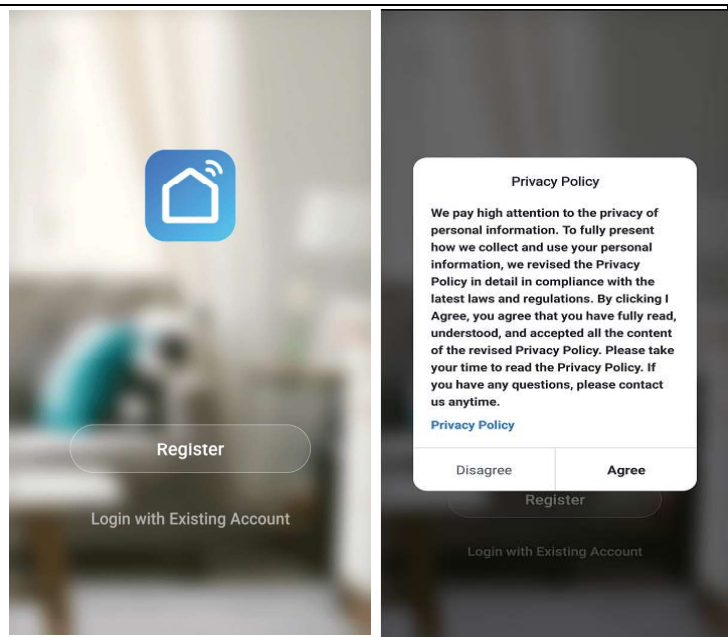 Register
Login with Existing Account
Privacy Policy
We pay high attention to the privacy of
personal information. To fully present
how we collect and use your personal
information, we revised the Privacy
Policy in detail in compliance with the
latest laws and regulations. By clicking I
Agree, you agree that you have fully read,
understood, and accepted all the content
of the revised Privacy Policy. Please take
your time to read the Privacy Policy. If
you have any questions, please contact
us anytime.
Privacy Policy
Disagree Agree
Register
Login with Existing Account